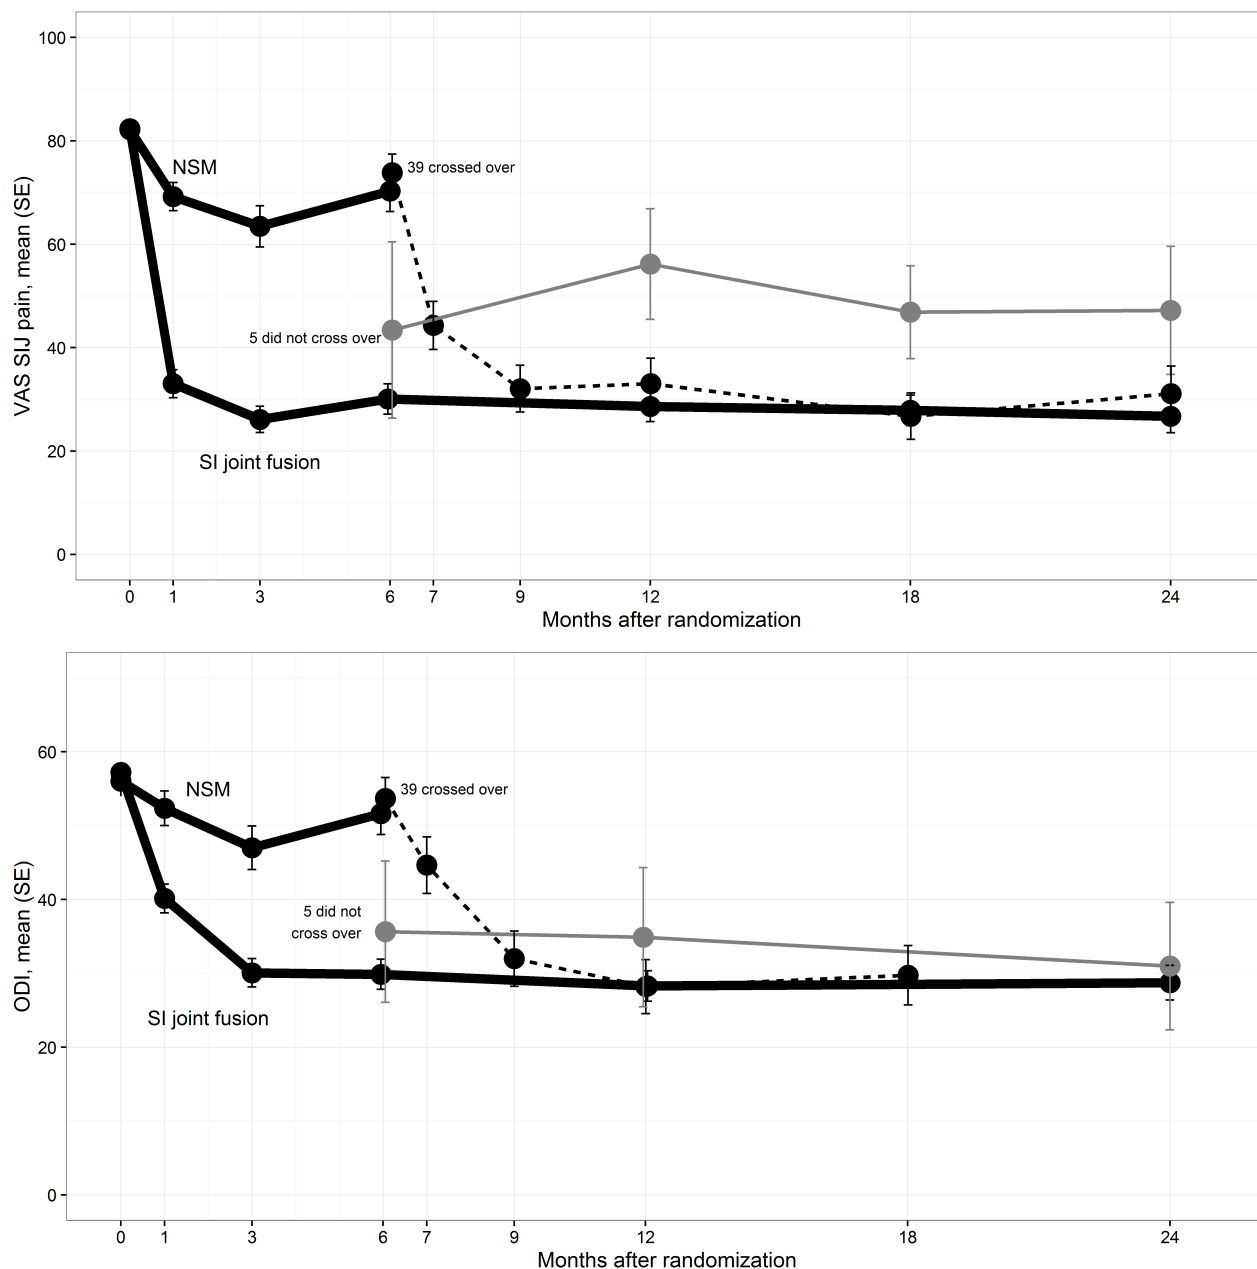 VAS SIJ pain, mean (SE)
100
80
60
40
20
0
NSM
39 crossed over
5 did not cross over
SI joint fusion
0 1 3 6 7 9 12 18 24
Months after randomization
ODI, mean (SE)
60
40
20
0
NSM
39 crossed over
5 did not
cross over
SI joint fusion
0 1 3 6 7 9 12 18 24
Months after randomization